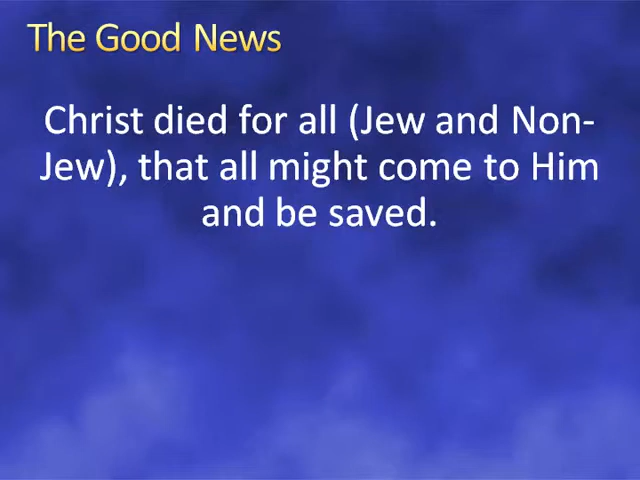 The Good News
Christ died for all (Jew and Non-
Jew), that all might come to Him
and be saved.